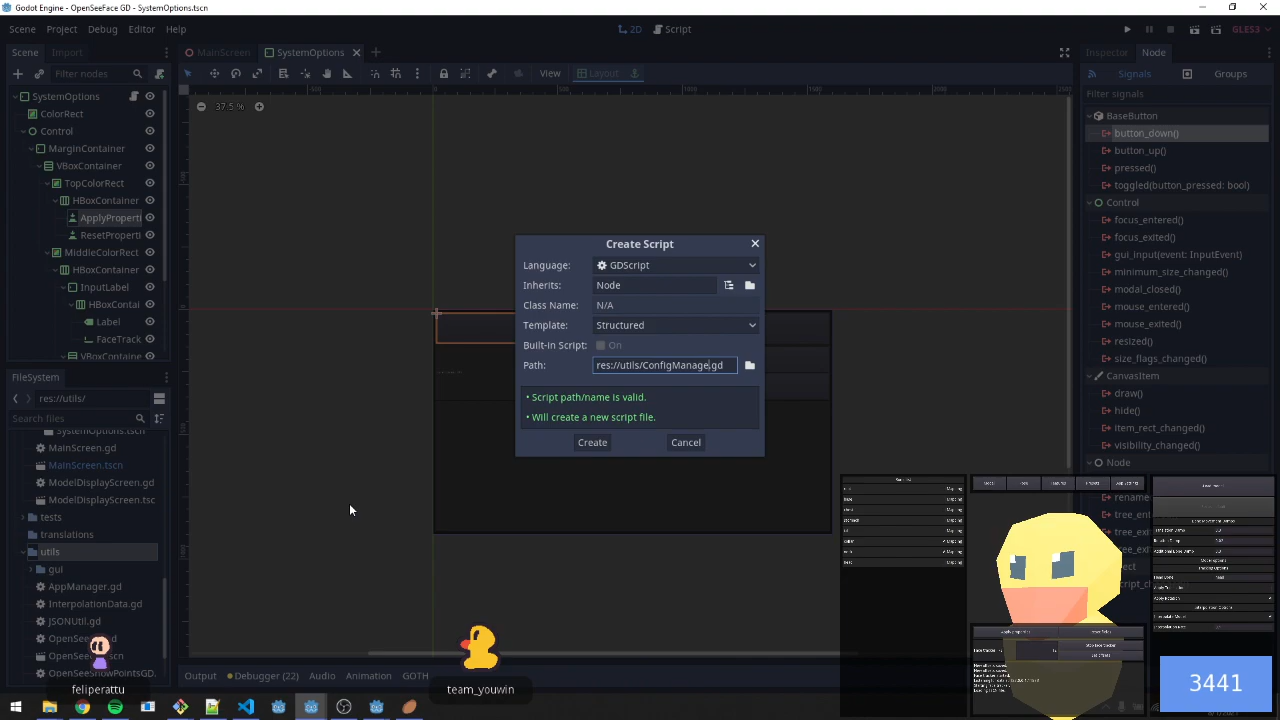 Godot Engine - OpenSeeFace GD - SystemOptions.tscn
Scene Project Debug Editor Help
2D Script
GLES3
Scene Import
MainScreen SystemOptions
Inspector Node
Filter nodes
View Layout
Signals Groups
Filter signals
SystemOptions
ColorRect
Control
MarginContainer
VBoxContainer
TopColorRect
HBoxContainer
ApplyProperti
ResetProperti
MiddleColorRect
HBoxContainer
InputLabel
HBoxContai
Label
FaceTrack
VBoxContaine
37.5 %
Create Script
Language: GDScript
Inherits: Node
Class Name: N/A
Template: Structured
Built-in Script: On
Path: res://utils/ConfigManage.gd
• Script path/name is valid.
• Will create a new script file.
Create Cancel
BaseButton
button_down()
button_up()
pressed()
toggled(button_pressed: bool)
Control
focus_entered()
focus_exited()
gui_input(event: InputEvent)
minimum_size_changed()
modal_closed()
mouse_entered()
mouse_exited()
resized()
size_flags_changed()
CanvasItem
draw()
hide()
item_rect_changed()
visibility_changed()
Node
FileSystem
res://utils/
Search files
SystemOptions.tscn
MainScreen.gd
MainScreen.tscn
ModelDisplayScreen.gd
ModelDisplayScreen.tsc
tests
translations
utils
gui
AppManager.gd
InterpolationData.gd
JSONUtil.gd
Output Debugger (22) Audio Animation
feliperattu
team_youwin
3441